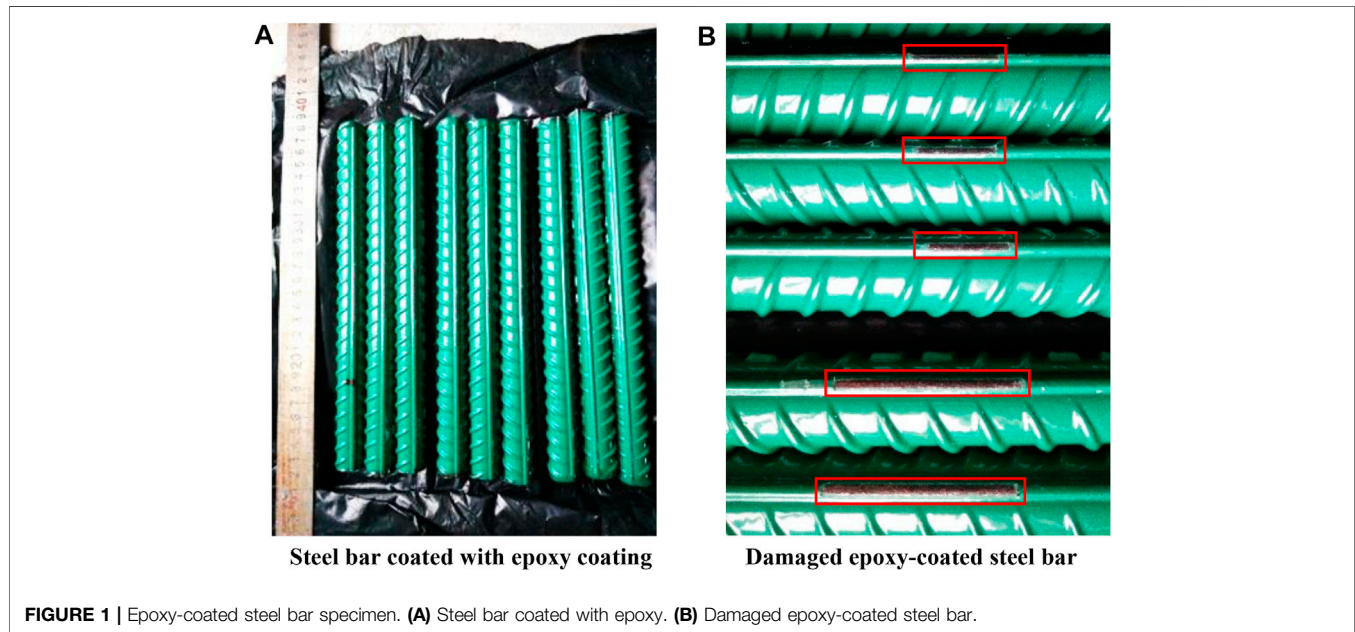 A
B
Steel bar coated with epoxy coating
Damaged epoxy-coated steel bar
FIGURE 1 | Epoxy-coated steel bar specimen. (A) Steel bar coated with epoxy. (B) Damaged epoxy-coated steel bar.